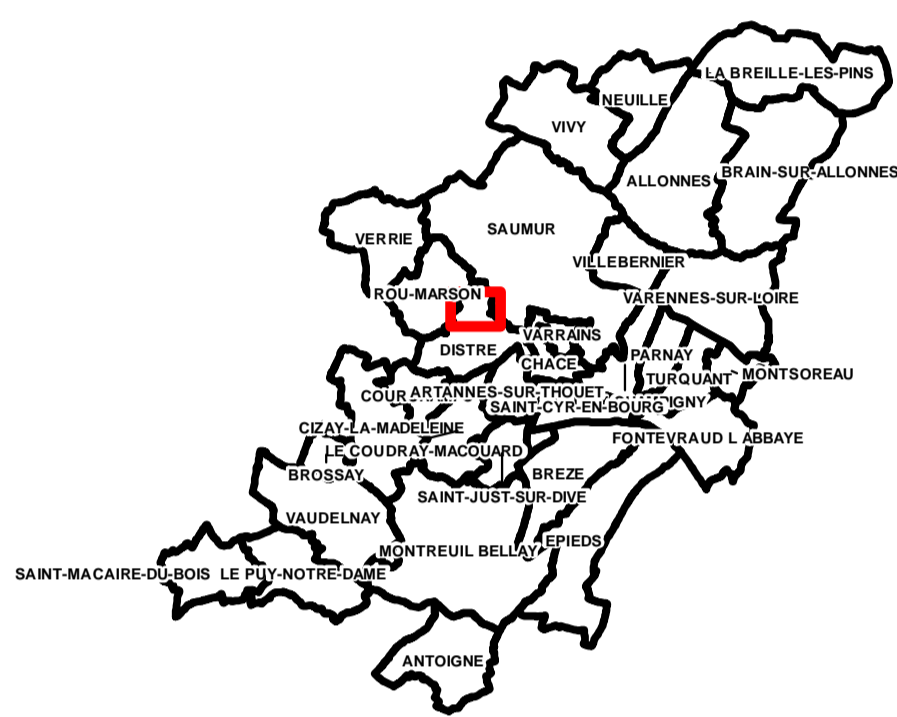 LA BREILLE-LES-PINS
NEUILLE
VIVY
BRAIN-SUR-ALLONNES
ALLONNES
SAUMUR
VERRIE
VILLEBERNIER
ROU-MARSON
VARENNES-SUR-LOIRE
VARRAINS
DISTRE
PARNAY
CHACE
MONTSOREAU
TURQUANT
ARTANNES-SUR-THOUET
SAINT-CYR-EN-BOURG
CIZAY-LA-MADELEINE
FONTEVRAUD L ABBAYE
LE COUDRAY-MACOUARD
BROSSAY
BREZE
SAINT-JUST-SUR-DIVE
VAUDELNAY
EPIEDS
MONTREUIL BELLAY
SAINT-MACAIRE-DU-BOIS
LE PUY-NOTRE-DAME
ANTOIGNE